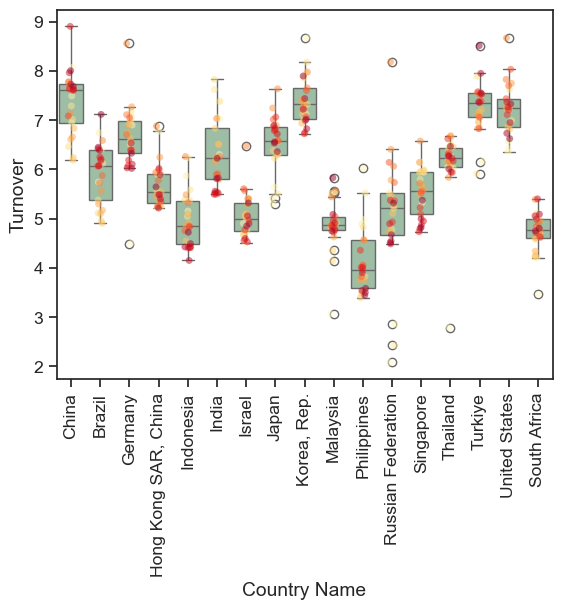 Turnover
9
8
7
6
5
4
3
2
China
Brazil
Germany
Hong Kong SAR, China
Indonesia
India
Israel
Japan
Korea, Rep.
Malaysia
Philippines
Russian Federation
Singapore
Thailand
Turkiye
United States
South Africa
Country Name